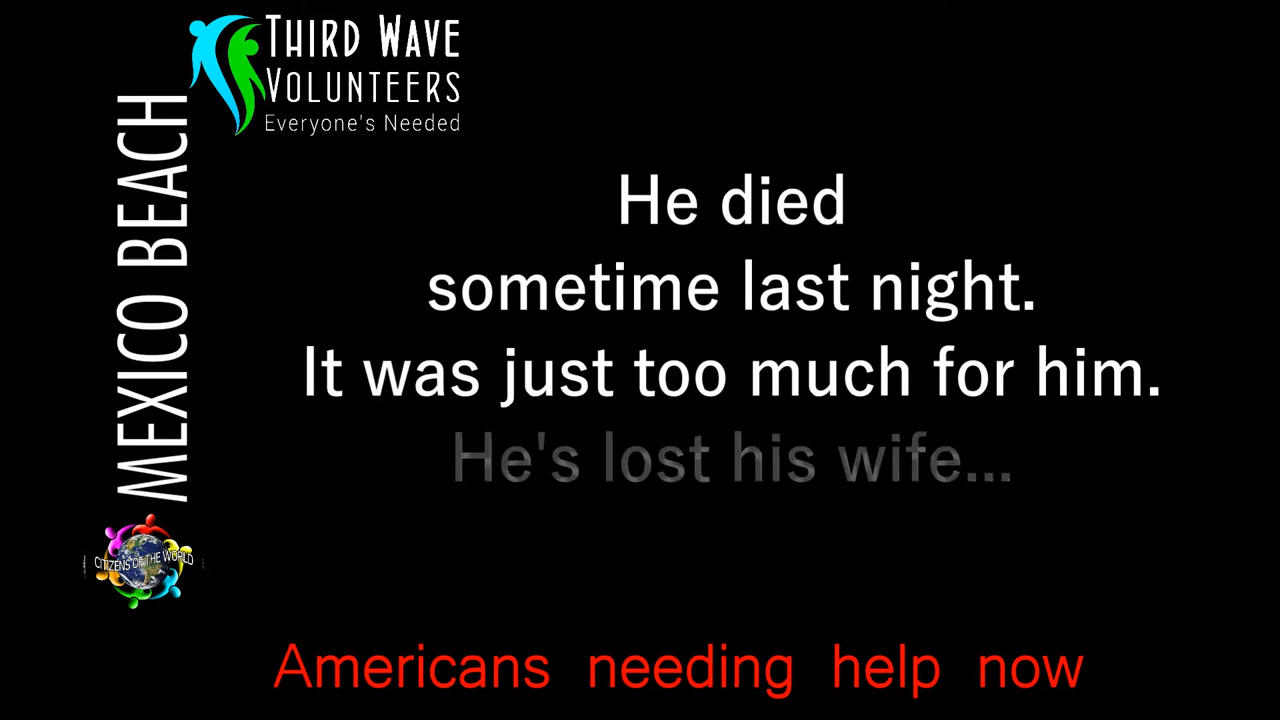 THIRD WAVE
VOLUNTEERS
Everyone's Needed
MEXICO BEACH
He died
sometime last night.
It was just too much for him.
He's lost his wife...
CITIZENS OF THE WORLD
Americans needing help now